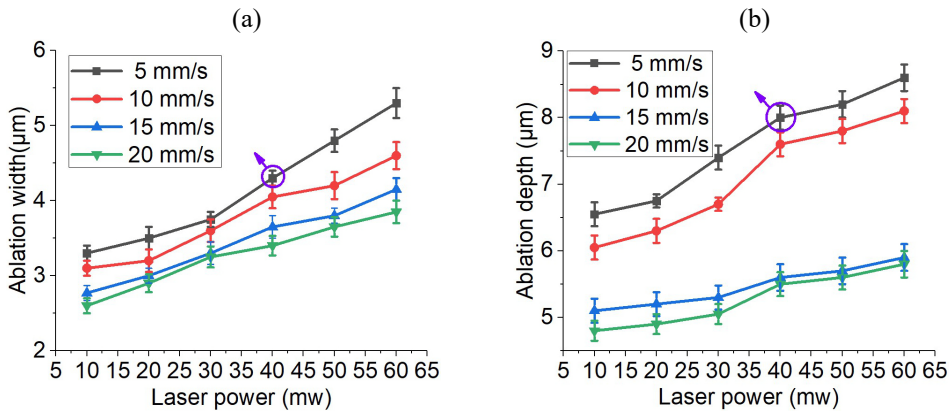 (a)
6
5
4
3
2
Ablation width(μm)
5 mm/s
10 mm/s
15 mm/s
20 mm/s
5 10 15 20 25 30 35 40 45 50 55 60 65
Laser power (mw)
(b)
9
8
7
6
5
Ablation depth (μm)
5 mm/s
10 mm/s
15 mm/s
20 mm/s
5 10 15 20 25 30 35 40 45 50 55 60 65
Laser power (mw)